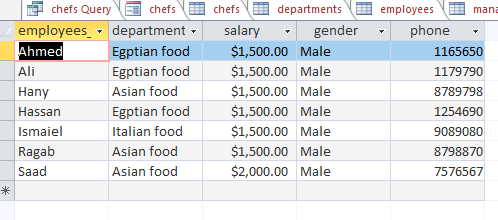 chefs Query chefs chefs departments employees mana
employees_ department salary gender phone
Ahmed Egptian food $1,500.00 Male 1165650
Ali Egptian food $1,500.00 Male 1179790
Hany Asian food $1,500.00 Male 8789798
Hassan Egptian food $1,500.00 Male 1254690
Ismaiel Italian food $1,500.00 Male 9089080
Ragab Asian food $1,500.00 Male 8798870
Saad Asian food $2,000.00 Male 7576567